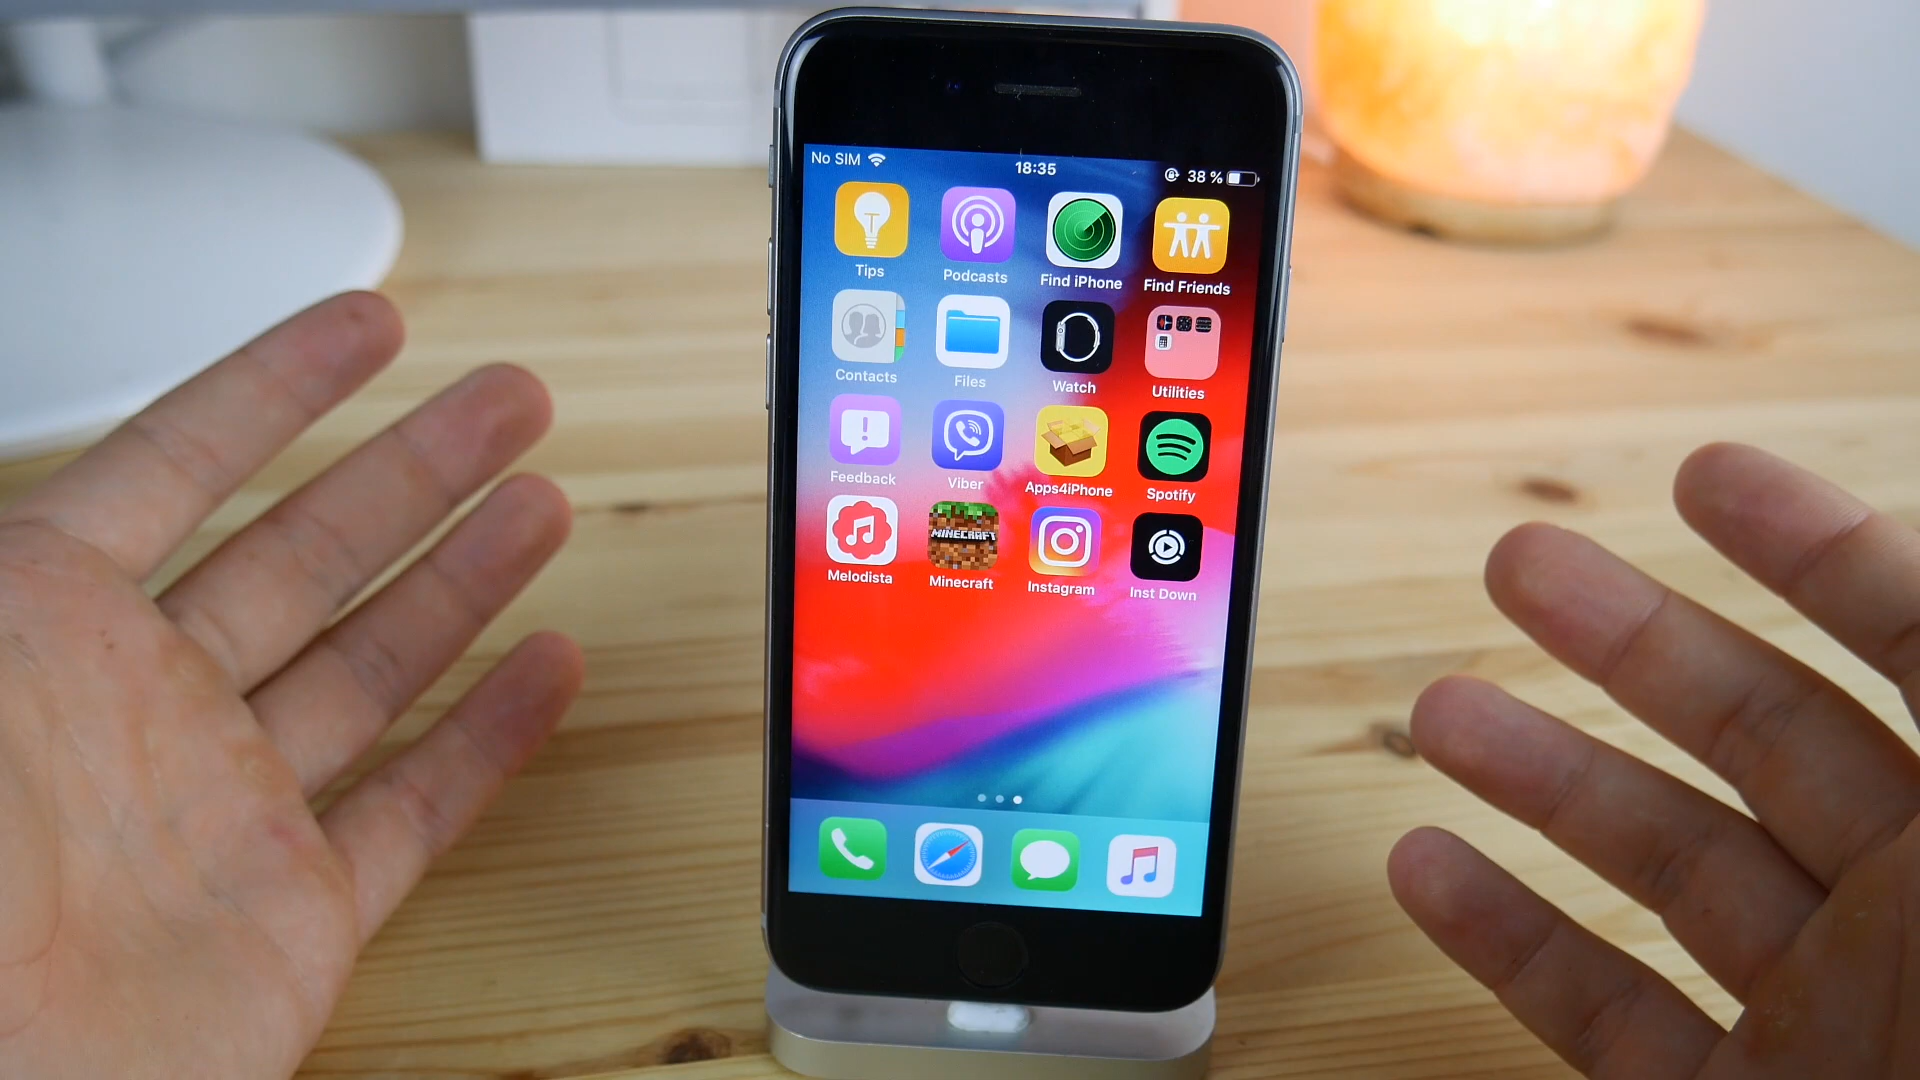 No SIM 18:35 38 %
Tips Podcasts Find iPhone Find Friends
Contacts Files Watch Utilities
Feedback Viber Apps4iPhone Spotify
MINECRAFT
Melodista Minecraft Instagram Inst Down